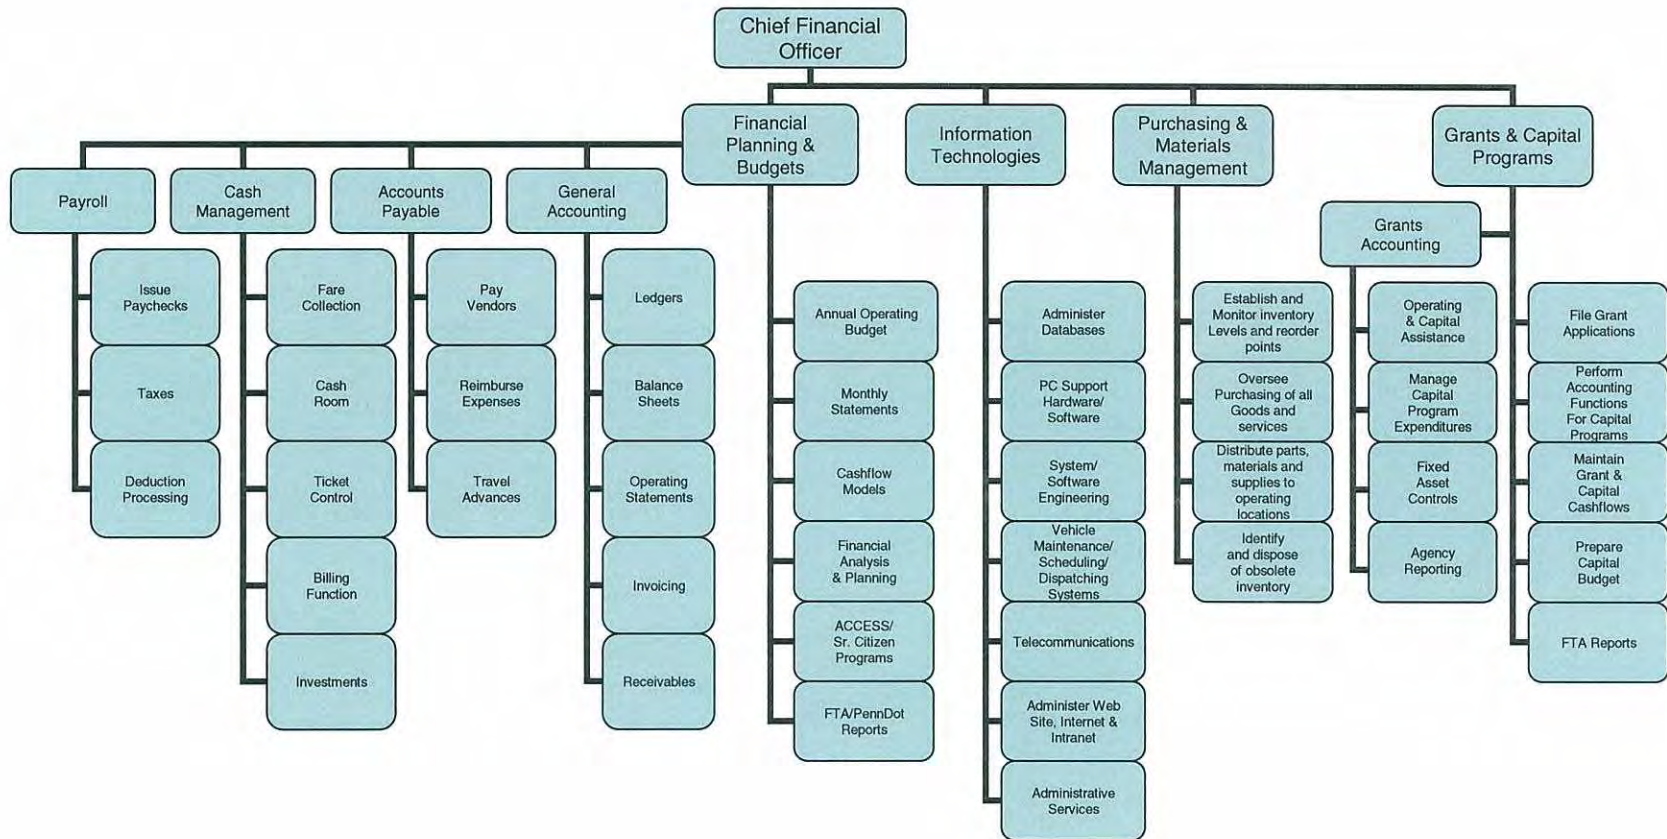 Chief Financial
Officer
Financial
Planning &
Budgets
Information
Technologies
Purchasing &
Materials
Management
Grants & Capital
Programs
Payroll
Cash
Management
Accounts
Payable
General
Accounting
Grants
Accounting
Issue
Paychecks
Taxes
Deduction
Processing
Fare
Collection
Cash
Room
Ticket
Control
Billing
Function
Investments
Pay
Vendors
Reimburse
Expenses
Travel
Advances
Ledgers
Balance
Sheets
Operating
Statements
Invoicing
Receivables
Annual Operating
Budget
Monthly
Statements
Cashflow
Models
Financial
Analysis
& Planning
ACCESS/
Sr. Citizen
Programs
FTA/PennDot
Reports
Administer
Databases
PC Support
Hardware/
Software
System/
Software
Engineering
Vehicle
Maintenance/
Scheduling/
Dispatching
Systems
Telecommunications
Administer Web
Site, Internet &
Intranet
Administrative
Services
Establish and
Monitor inventory
Levels and reorder
points
Oversee
Purchasing of all
Goods and
services
Distribute parts,
materials and
supplies to
operating
locations
Identify
and dispose
of obsolete
inventory
Operating
& Capital
Assistance
Manage
Capital
Program
Expenditures
Fixed
Asset
Controls
Agency
Reporting
File Grant
Applications
Perform
Accounting
Functions
For Capital
Programs
Maintain
Grant &
Capital
Cashflows
Prepare
Capital
Budget
FTA Reports